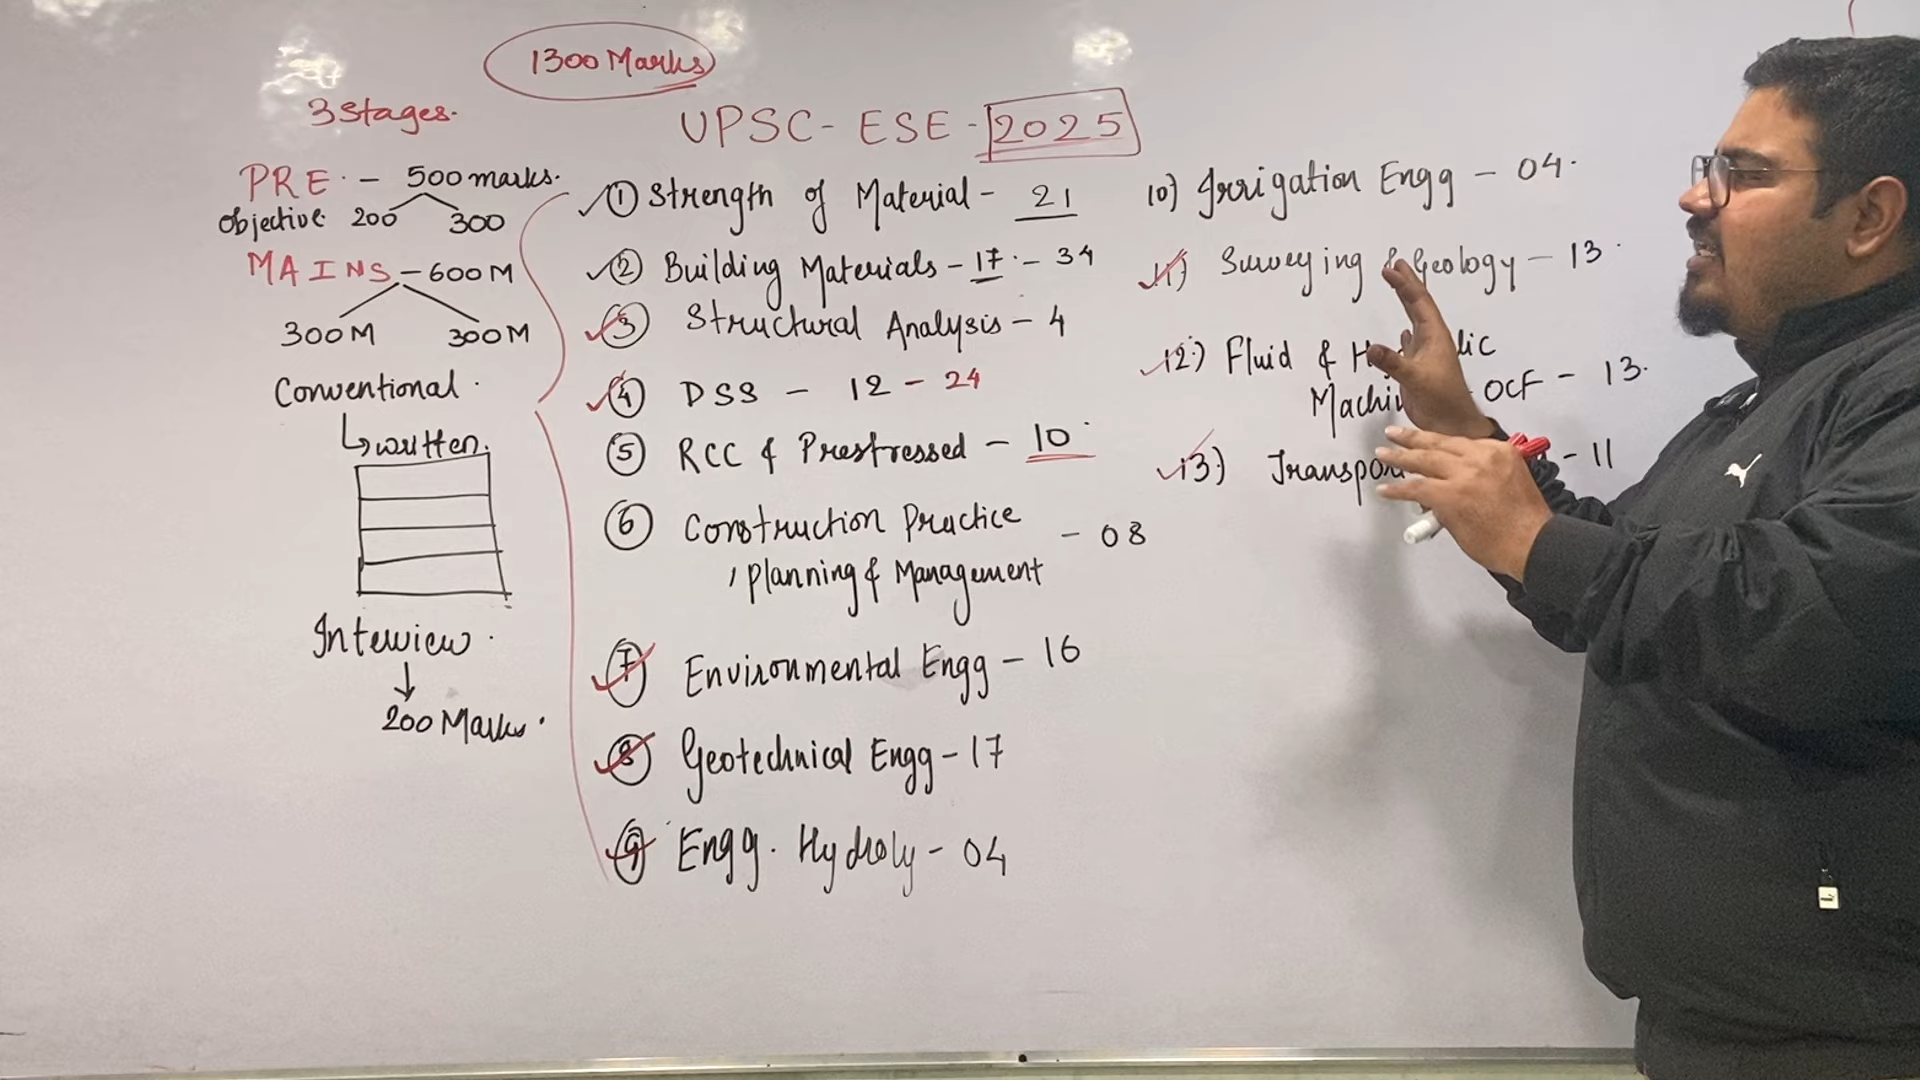 1300 Marks
3 Stages.
UPSC- ESE - 2025
PRE - 500 marks.
Objective 200 300
MAINS - 600 M
300 M 300 M
Conventional.
written.
Interview.
200 Marks.
1 Strength of Material - 21
2 Building Materials - 17 - 34
3 Structural Analysis - 4
4 DSS - 12 - 24
5 RCC & Prestressed - 10
6 Construction Practice
, Planning & Management - 08
7 Environmental Engg - 16
8 Geotechnical Engg - 17
9 Engg. Hydroly - 04
10) Irrigation Engg - 04.
11) Surveying & Geology - 13
12) Fluid &
OCF - 13.
13) - 11